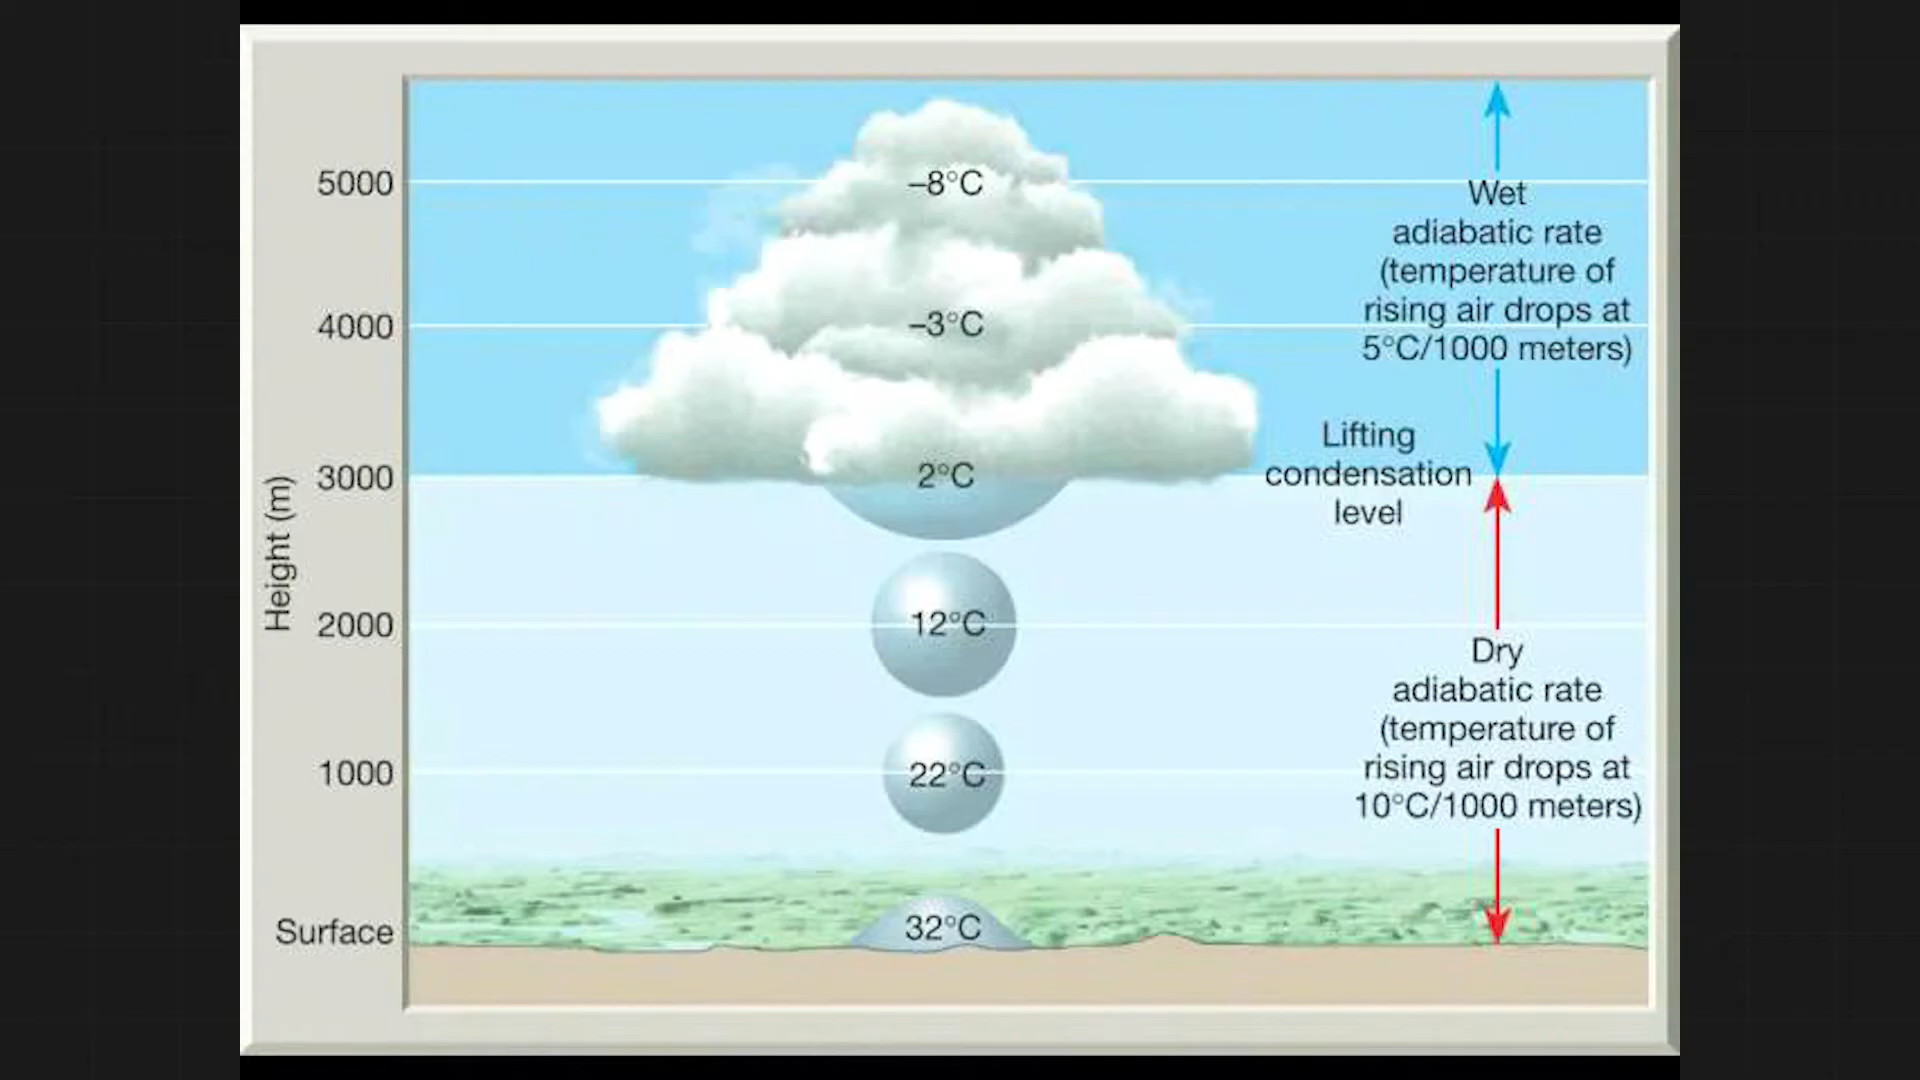 5000
–8°C
Wet
adiabatic rate
(temperature of
rising air drops at
5°C/1000 meters)
4000
–3°C
Lifting
condensation
level
3000
2°C
Height (m)
2000
12°C
Dry
adiabatic rate
(temperature of
rising air drops at
10°C/1000 meters)
1000
22°C
Surface
32°C